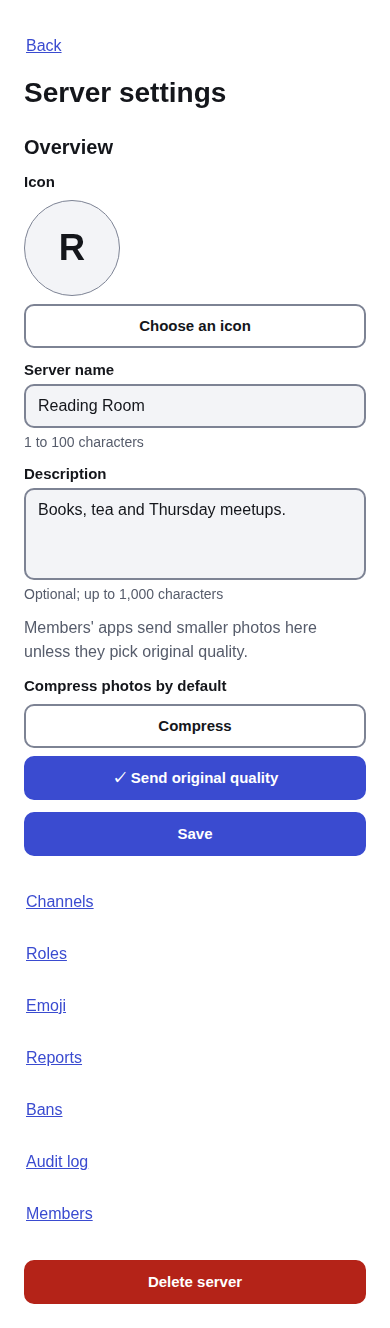 Back
Server settings
Overview
Icon
R
Choose an icon
Server name
Reading Room
1 to 100 characters
Description
Books, tea and Thursday meetups.
Optional; up to 1,000 characters
Members' apps send smaller photos here
unless they pick original quality.
Compress photos by default
Compress
✓ Send original quality
Save
Channels
Roles
Emoji
Reports
Bans
Audit log
Members
Delete server